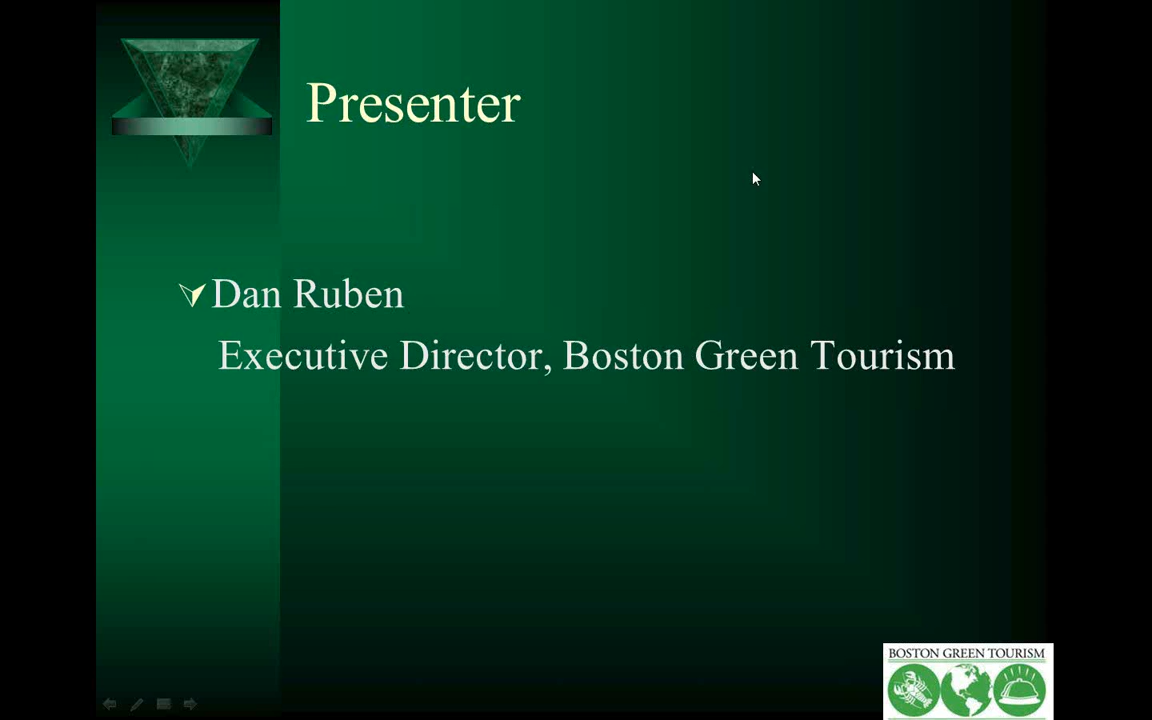 Presenter
Dan Ruben
Executive Director, Boston Green Tourism
BOSTON GREEN TOURISM